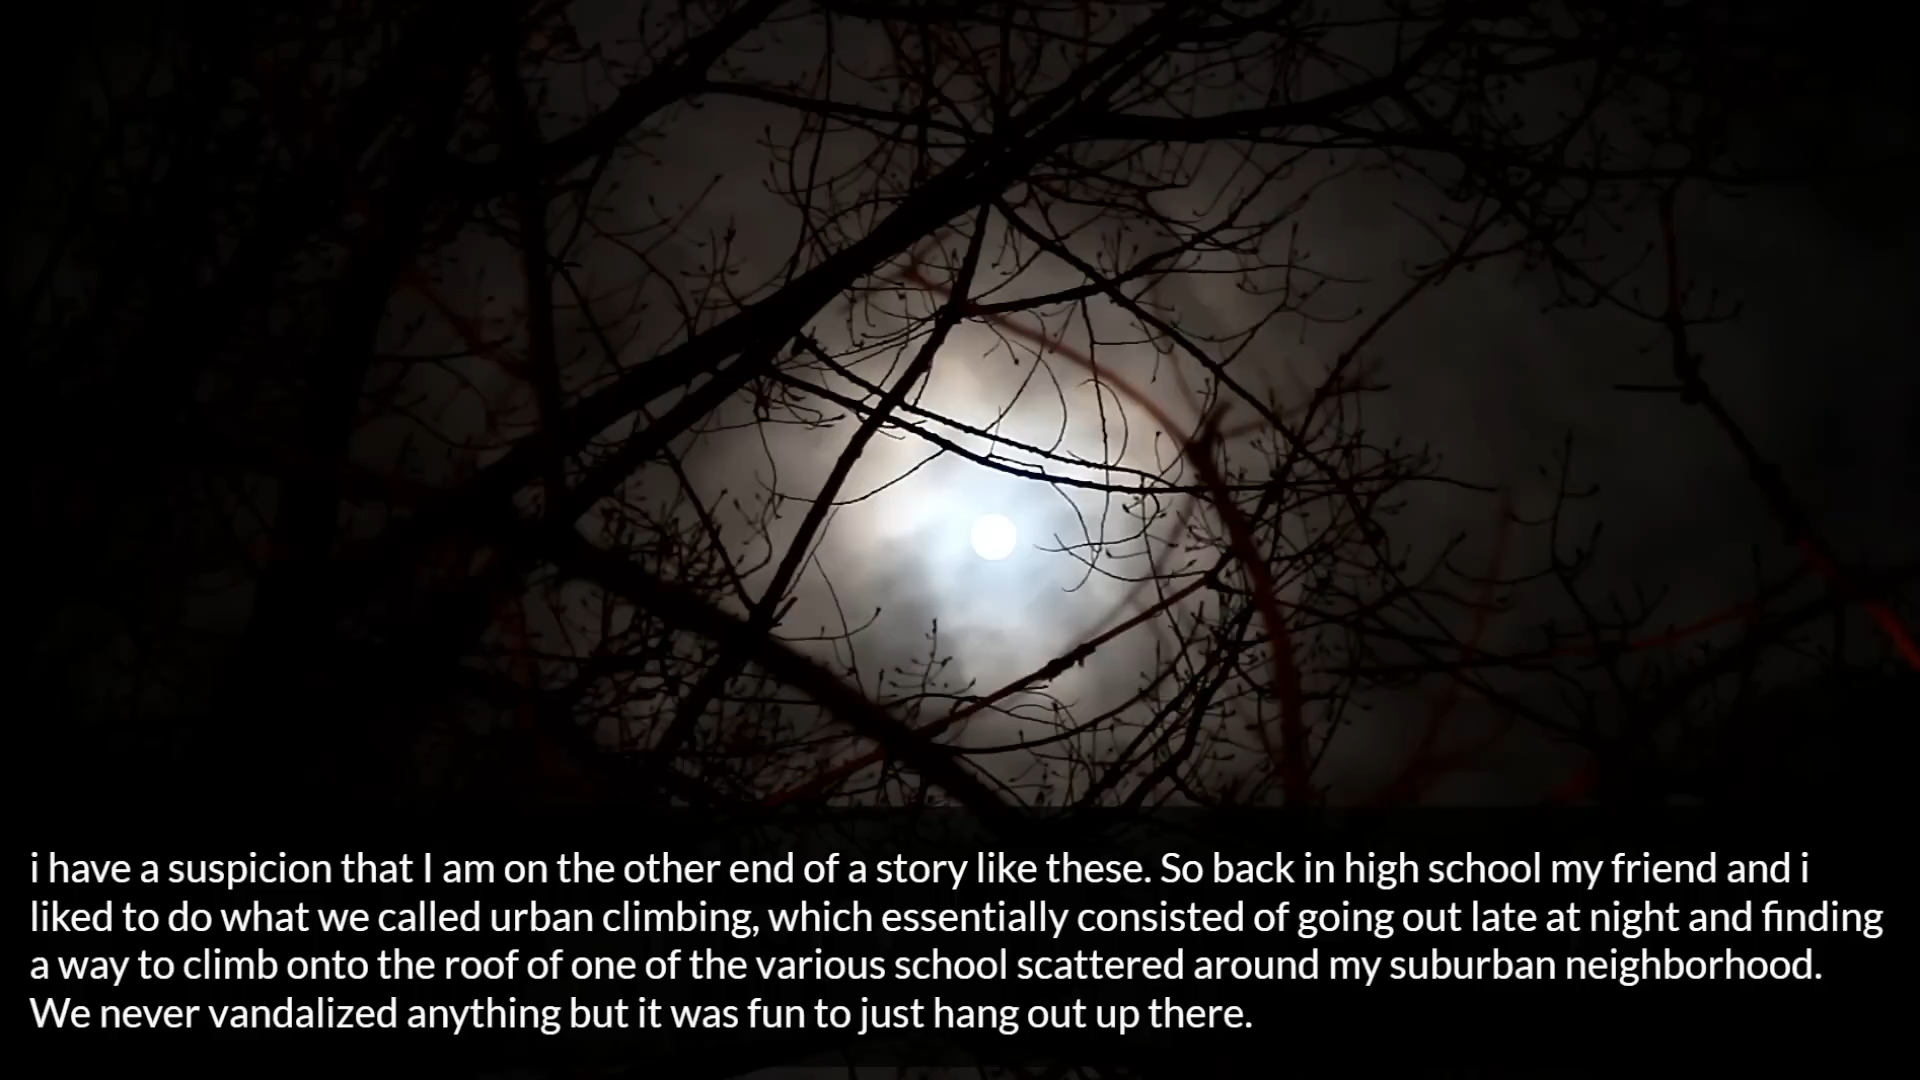 i have a suspicion that I am on the other end of a story like these. So back in high school my friend and i
liked to do what we called urban climbing, which essentially consisted of going out late at night and finding
a way to climb onto the roof of one of the various school scattered around my suburban neighborhood.
We never vandalized anything but it was fun to just hang out up there.